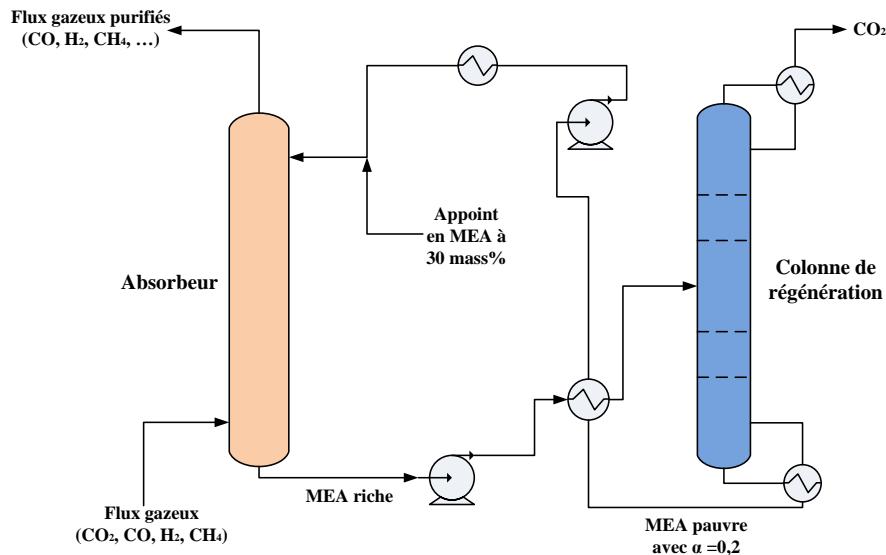 Flux gazeux purifiés
(CO, H₂, CH₄, …)
CO₂
Appoint
en MEA à
30 mass%
Absorbeur
Colonne de
régénération
MEA riche
Flux gazeux
(CO₂, CO, H₂, CH₄)
MEA pauvre
avec α =0,2